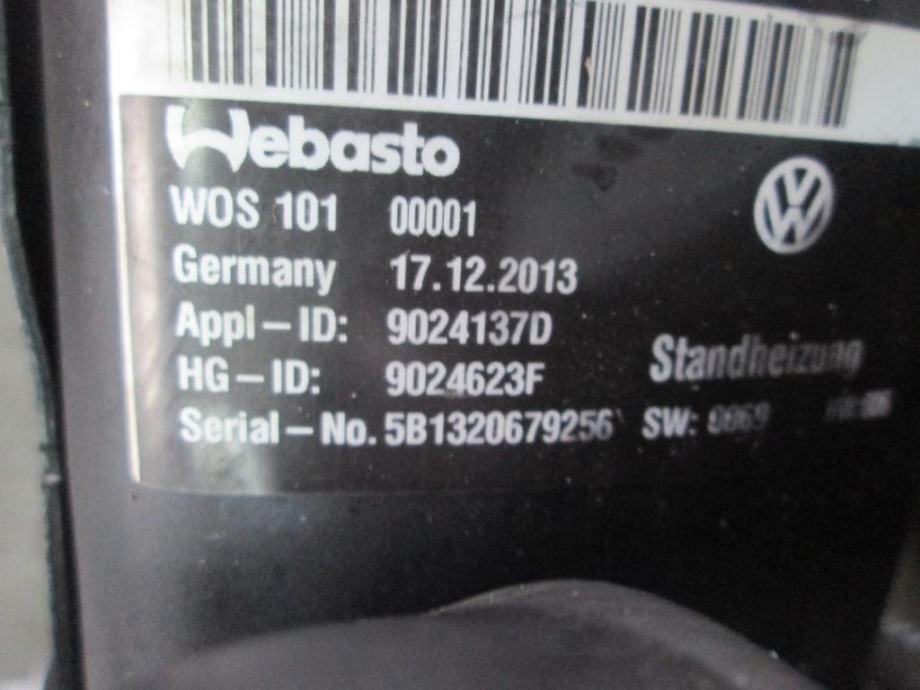 Webasto
WOS 101 00001
Germany 17.12.2013
Appl-ID: 9024137D
HG-ID: 9024623F Standheizung
Serial-No. 5B1320679256 SW: